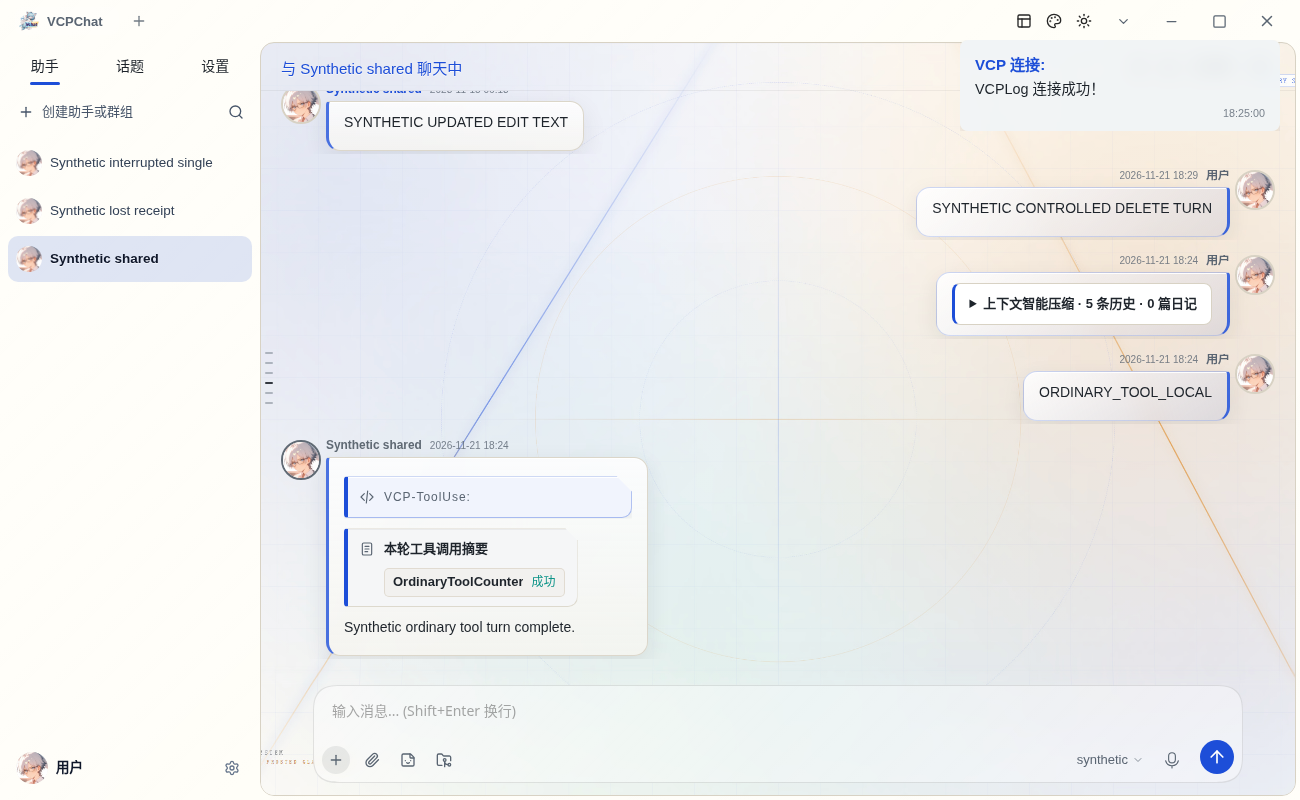 VCPChat
助手
话题
设置
创建助手或群组
Synthetic interrupted single
Synthetic lost receipt
Synthetic shared
用户
与 Synthetic shared 聊天中
VCP 连接:
VCPLog 连接成功!
18:25:00
Synthetic shared
SYNTHETIC UPDATED EDIT TEXT
2026-11-21 18:29 用户
SYNTHETIC CONTROLLED DELETE TURN
2026-11-21 18:24 用户
上下文智能压缩 · 5 条历史 · 0 篇日记
2026-11-21 18:24 用户
ORDINARY_TOOL_LOCAL
Synthetic shared 2026-11-21 18:24
VCP-ToolUse:
本轮工具调用摘要
OrdinaryToolCounter 成功
Synthetic ordinary tool turn complete.
输入消息... (Shift+Enter 换行)
synthetic